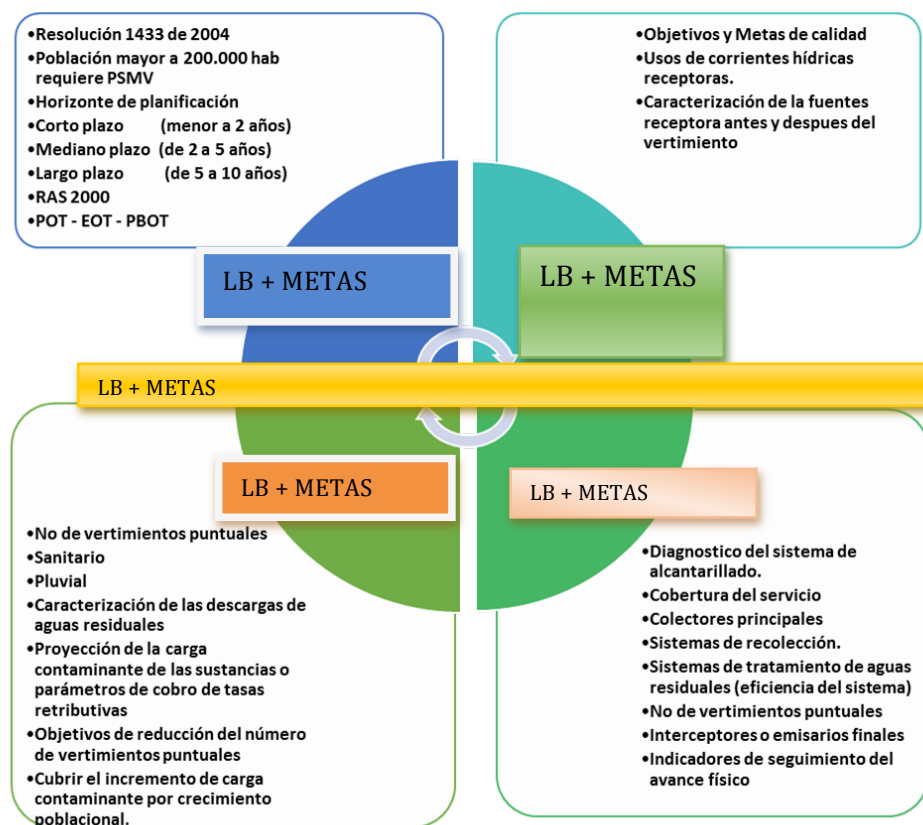 •Resolución 1433 de 2004
•Población mayor a 200.000 hab
requiere PSMV
•Horizonte de planificación
•Corto plazo (menor a 2 años)
•Mediano plazo (de 2 a 5 años)
•Largo plazo (de 5 a 10 años)
•RAS 2000
•POT - EOT - PBOT
•Objetivos y Metas de calidad
•Usos de corrientes hídricas
receptoras.
•Caracterización de la fuentes
receptora antes y despues del
vertimiento
LB + METAS
LB + METAS
LB + METAS
LB + METAS
LB + METAS
•No de vertimientos puntuales
•Sanitario
•Pluvial
•Caracterización de las descargas de
aguas residuales
•Proyección de la carga
contaminante de las sustancias o
parámetros de cobro de tasas
retributivas
•Objetivos de reducción del número
de vertimientos puntuales
•Cubrir el incremento de carga
contaminante por crecimiento
poblacional.
•Diagnostico del sistema de
alcantarillado.
•Cobertura del servicio
•Colectores principales
•Sistemas de recolección.
•Sistemas de tratamiento de aguas
residuales (eficiencia del sistema)
•No de vertimientos puntuales
•Interceptores o emisarios finales
•Indicadores de seguimiento del
avance físico